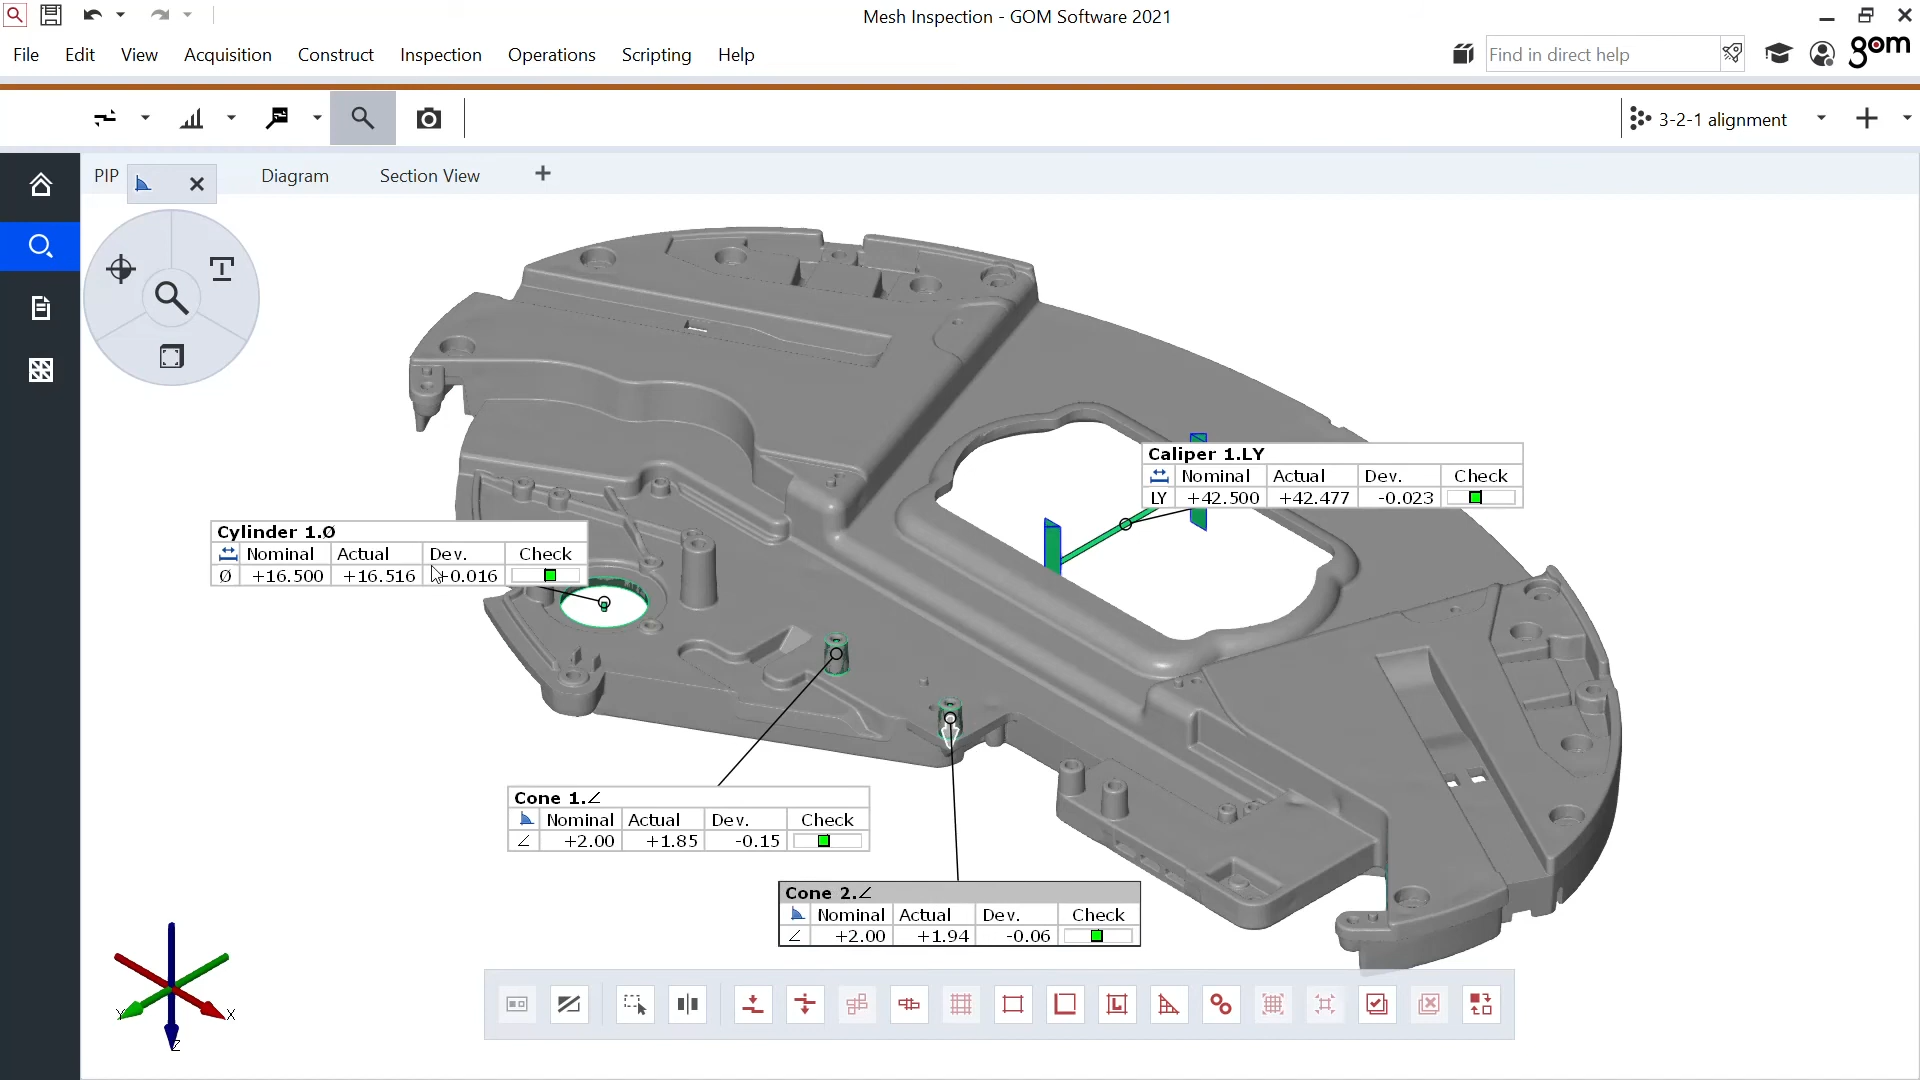 Mesh Inspection - GOM Software 2021
File Edit View Acquisition Construct Inspection Operations Scripting Help
Find in direct help
gom
3-2-1 alignment
PIP Diagram Section View
Caliper 1.LY
Nominal Actual Dev. Check
LY +42.500 +42.477 -0.023
Cylinder 1.Ø
Nominal Actual Dev. Check
Ø +16.500 +16.516 +0.016
Cone 1.∠
Nominal Actual Dev. Check
∠ +2.00 +1.85 -0.15
Cone 2.∠
Nominal Actual Dev. Check
∠ +2.00 +1.94 -0.06
Y X
Z